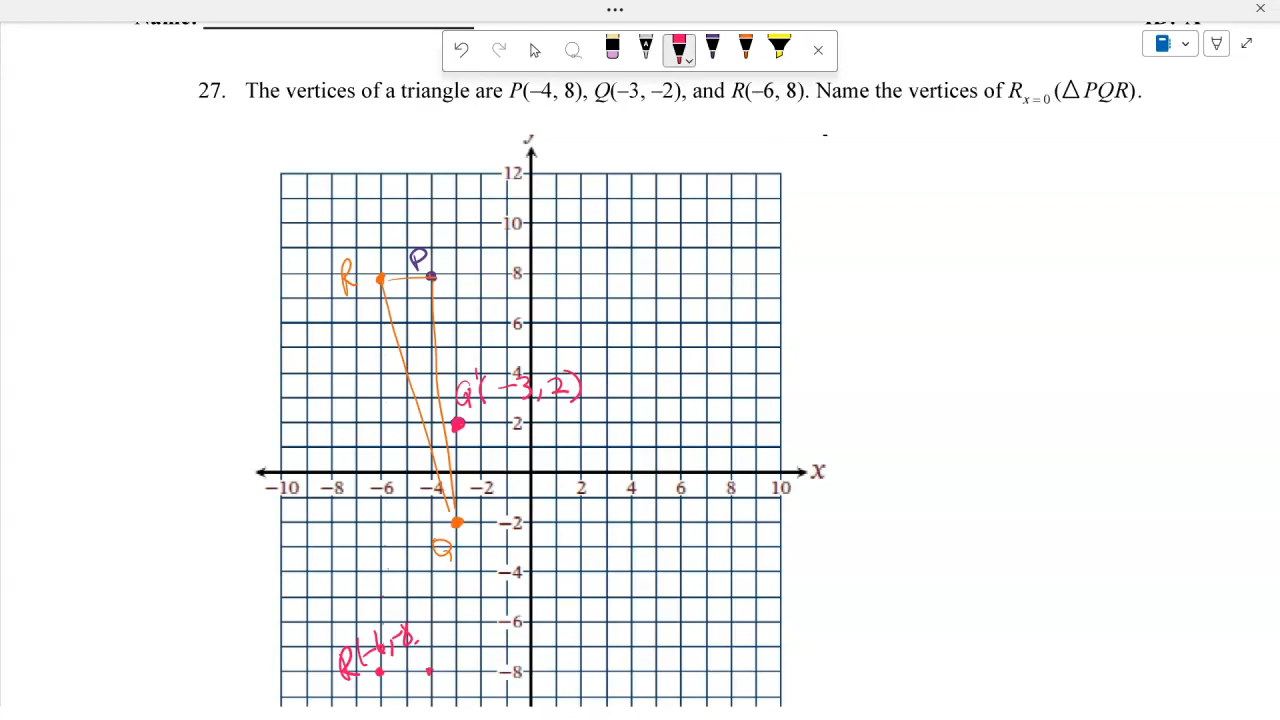 27. The vertices of a triangle are P(–4, 8), Q(–3, –2), and R(–6, 8). Name the vertices of R x = 0 (△PQR).
y
12
10
R P 8
6
4
Q'(-3,2)
2
x
–10 –8 –6 –4 –2 2 4 6 8 10
–2
Q
–4
–6
R(-6,-8
–8